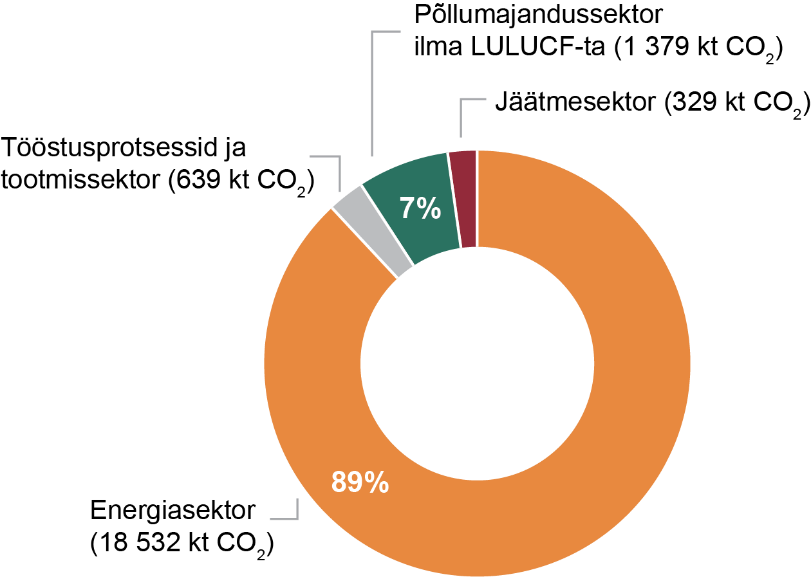 Põllumajandussektor
ilma LULUCF-ta (1 379 kt CO₂)
Jäätmesektor (329 kt CO₂)
Tööstusprotsessid ja
tootmissektor (639 kt CO₂)
7%
89%
Energiasektor
(18 532 kt CO₂)